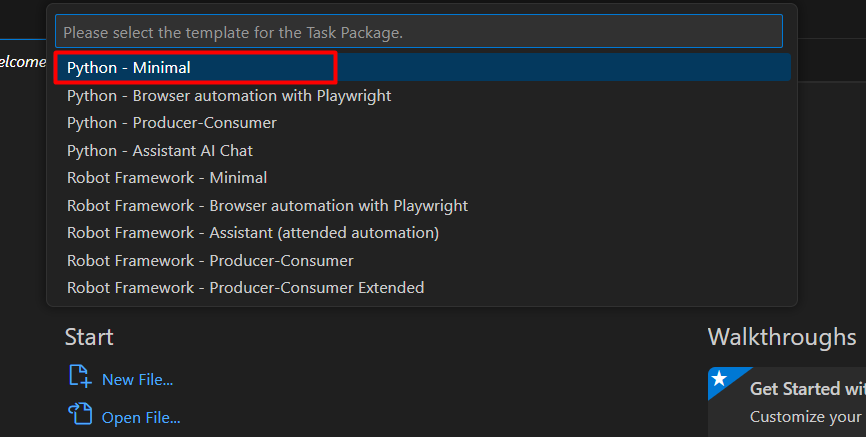 Please select the template for the Task Package.
Python - Minimal
Python - Browser automation with Playwright
Python - Producer-Consumer
Python - Assistant AI Chat
Robot Framework - Minimal
Robot Framework - Browser automation with Playwright
Robot Framework - Assistant (attended automation)
Robot Framework - Producer-Consumer
Robot Framework - Producer-Consumer Extended
elcome
Start
New File...
Open File...
Walkthroughs
Get Started wit
Customize your